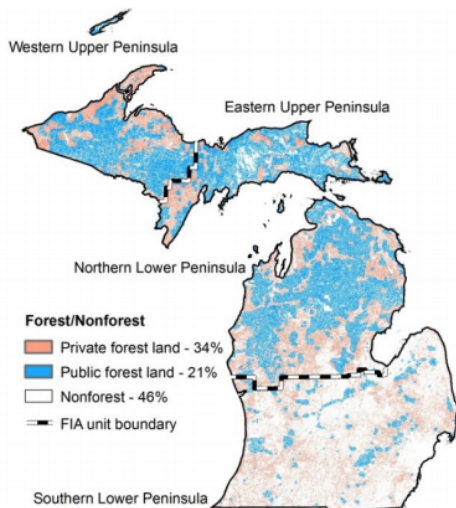 Western Upper Peninsula
Eastern Upper Peninsula
Northern Lower Peninsula
Forest/Nonforest
Private forest land - 34%
Public forest land - 21%
Nonforest - 46%
FIA unit boundary
Southern Lower Peninsula